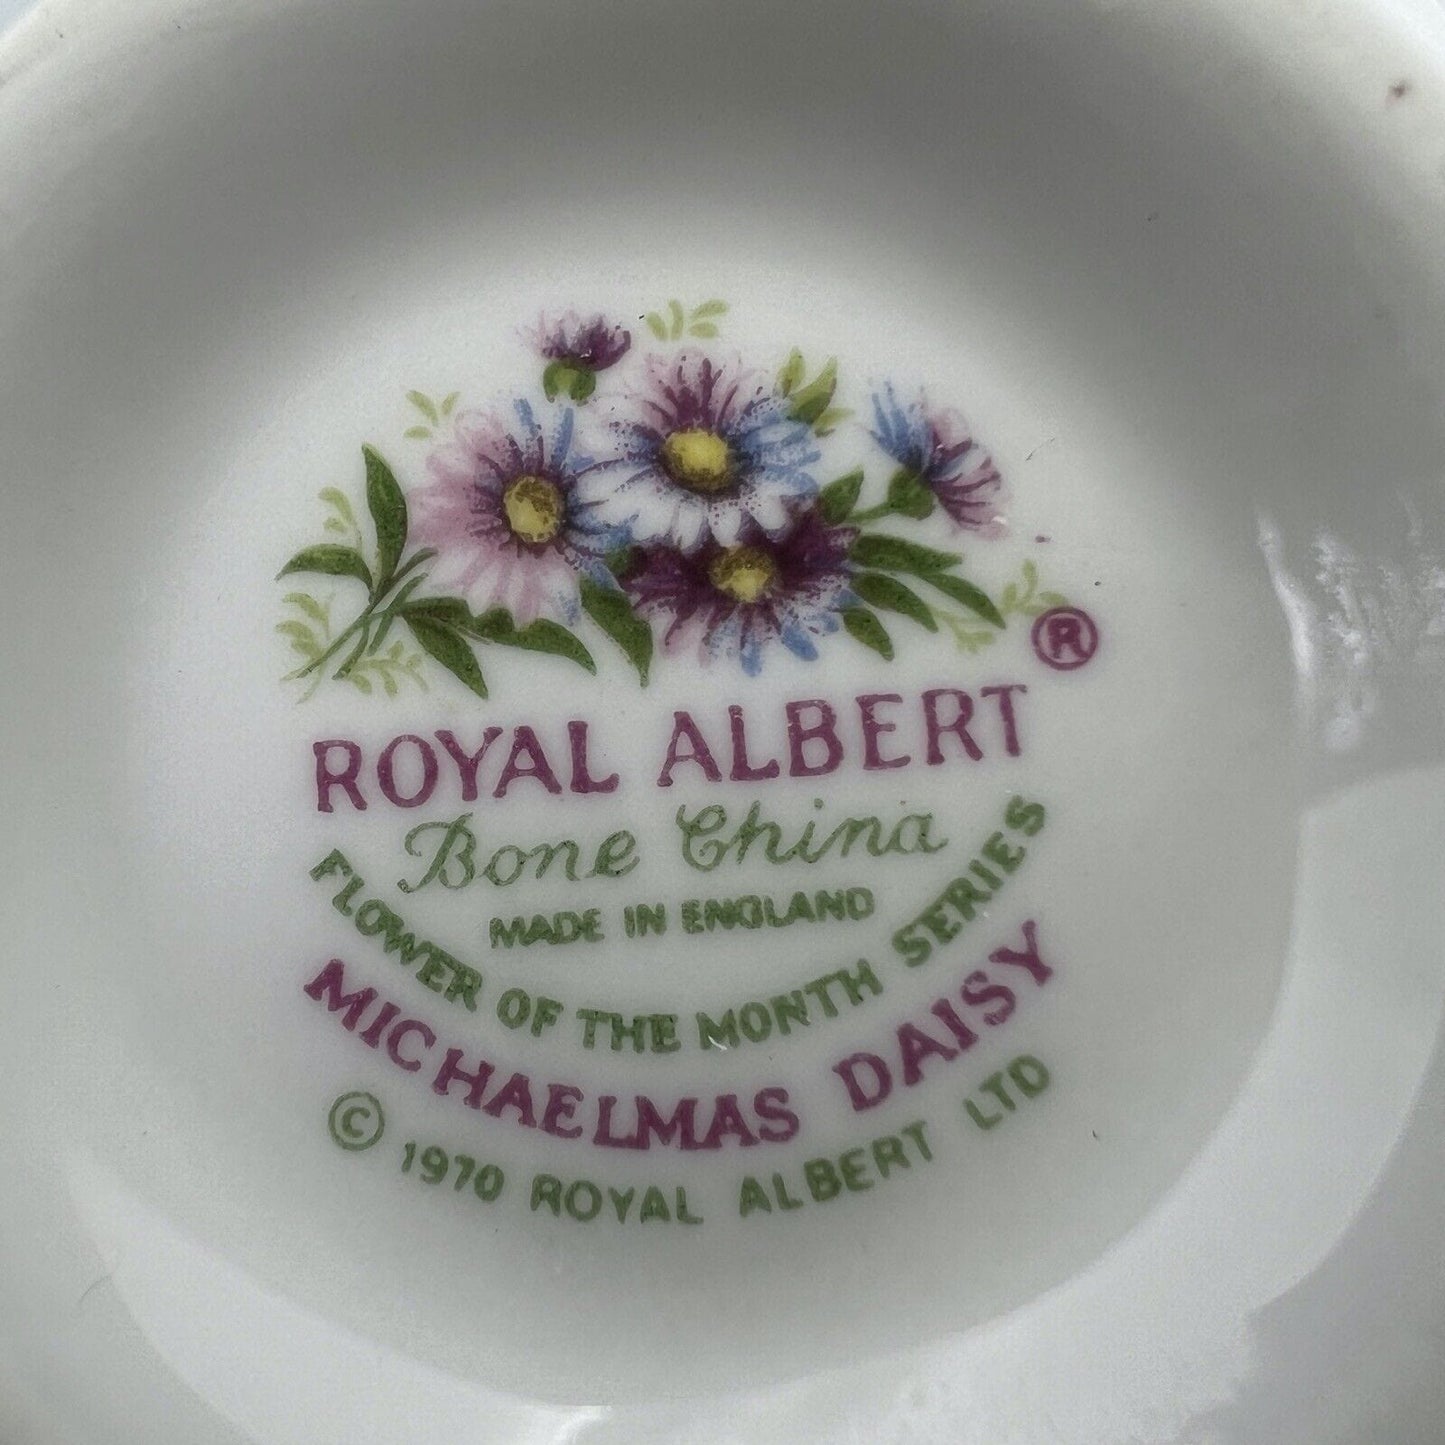 ROYAL ALBERT ®
Bone China
MADE IN ENGLAND
FLOWER OF THE MONTH SERIES
MICHAELMAS DAISY
© 1970 ROYAL ALBERT LTD